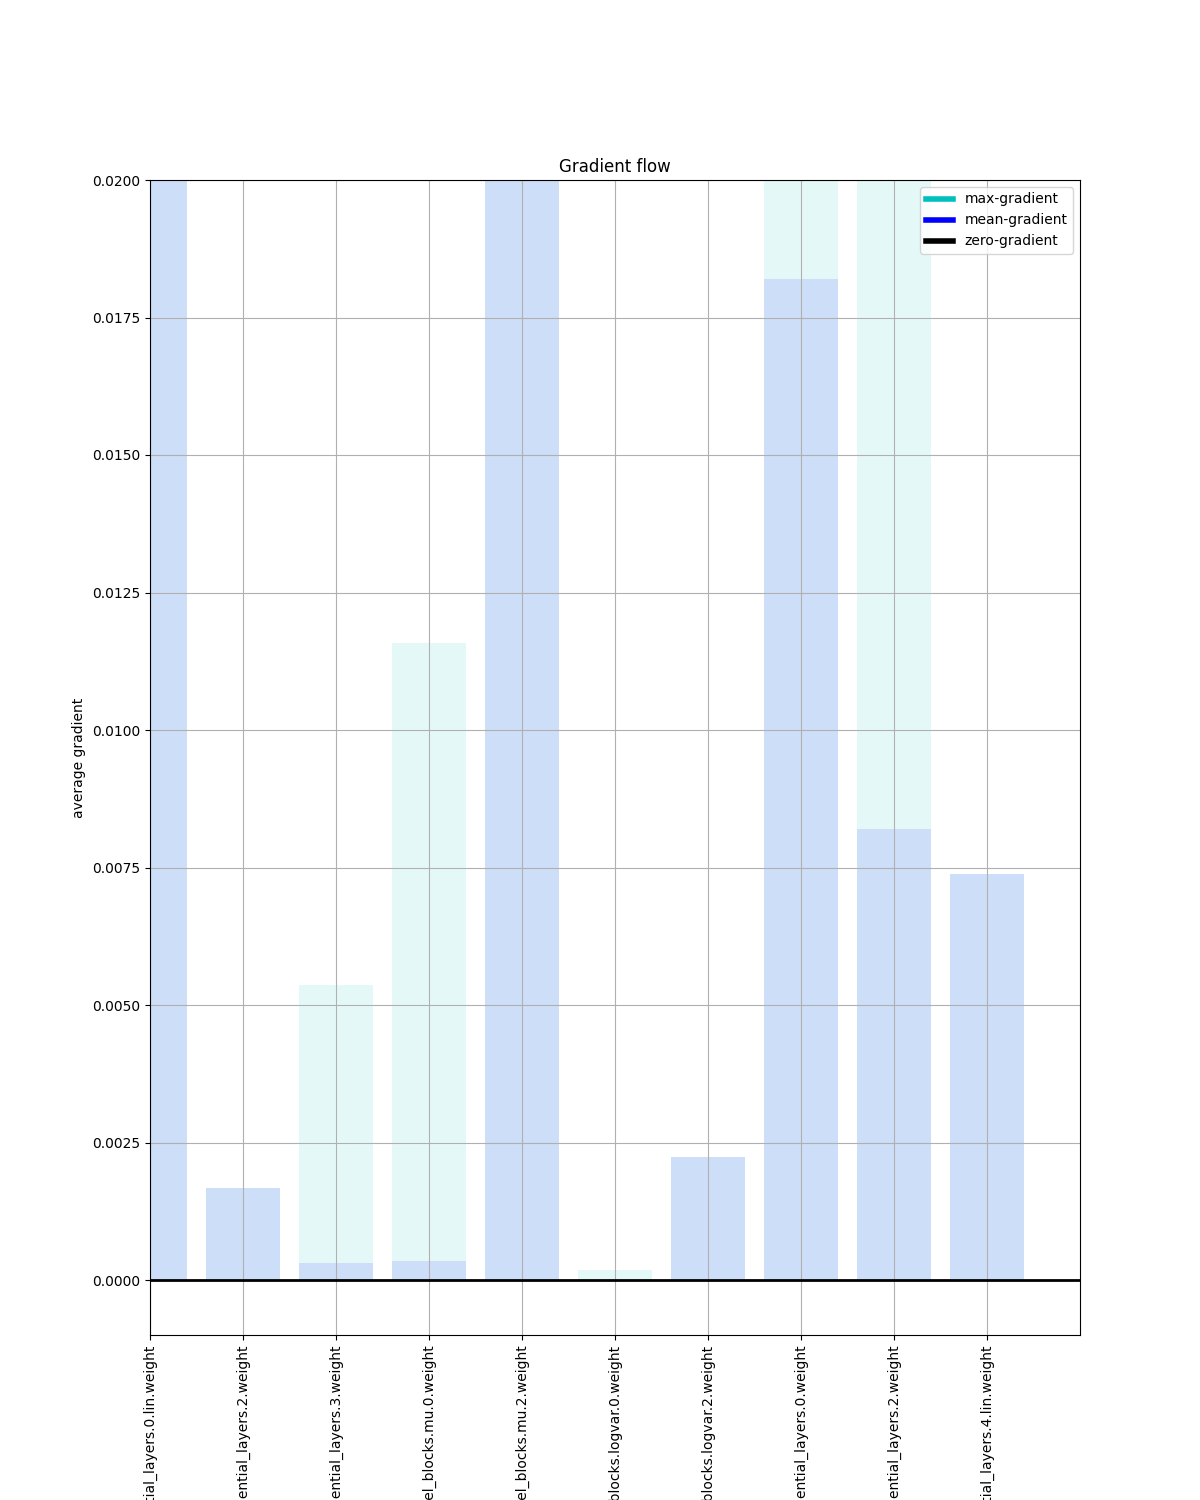 Gradient flow
max-gradient
mean-gradient
zero-gradient
0.0200
0.0175
0.0150
0.0125
0.0100
0.0075
0.0050
0.0025
0.0000
average gradient
tial_layers.0.lin.weight
ential_layers.2.weight
ential_layers.3.weight
el_blocks.mu.0.weight
el_blocks.mu.2.weight
blocks.logvar.0.weight
blocks.logvar.2.weight
ential_layers.0.weight
ential_layers.2.weight
tial_layers.4.lin.weight